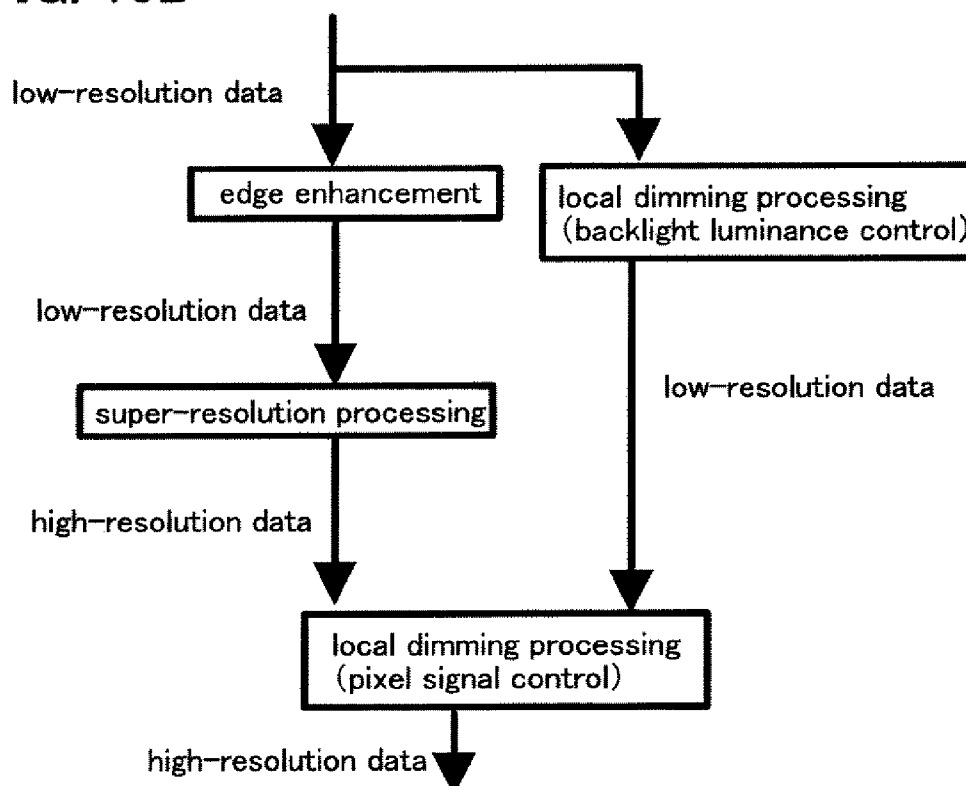 low-resolution data
edge enhancement
local dimming processing
(backlight luminance control)
low-resolution data
low-resolution data
super-resolution processing
high-resolution data
local dimming processing
(pixel signal control)
high-resolution data